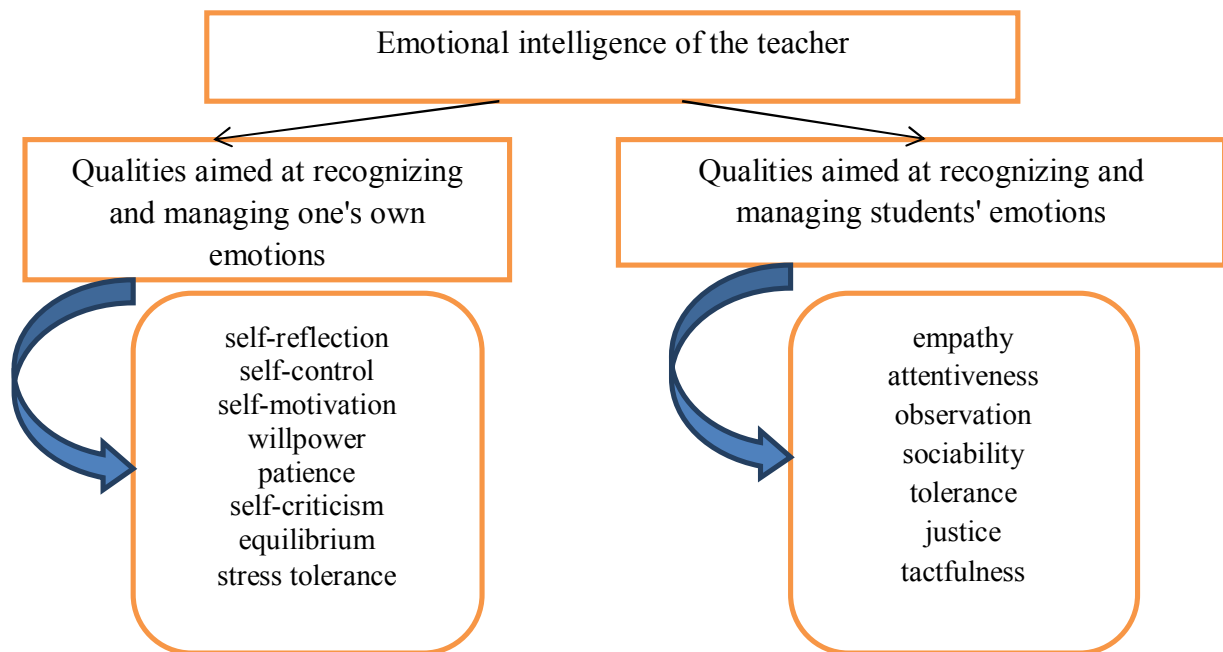 Emotional intelligence of the teacher
Qualities aimed at recognizing
and managing one's own
emotions
Qualities aimed at recognizing and
managing students' emotions
self-reflection
self-control
self-motivation
willpower
patience
self-criticism
equilibrium
stress tolerance
empathy
attentiveness
observation
sociability
tolerance
justice
tactfulness